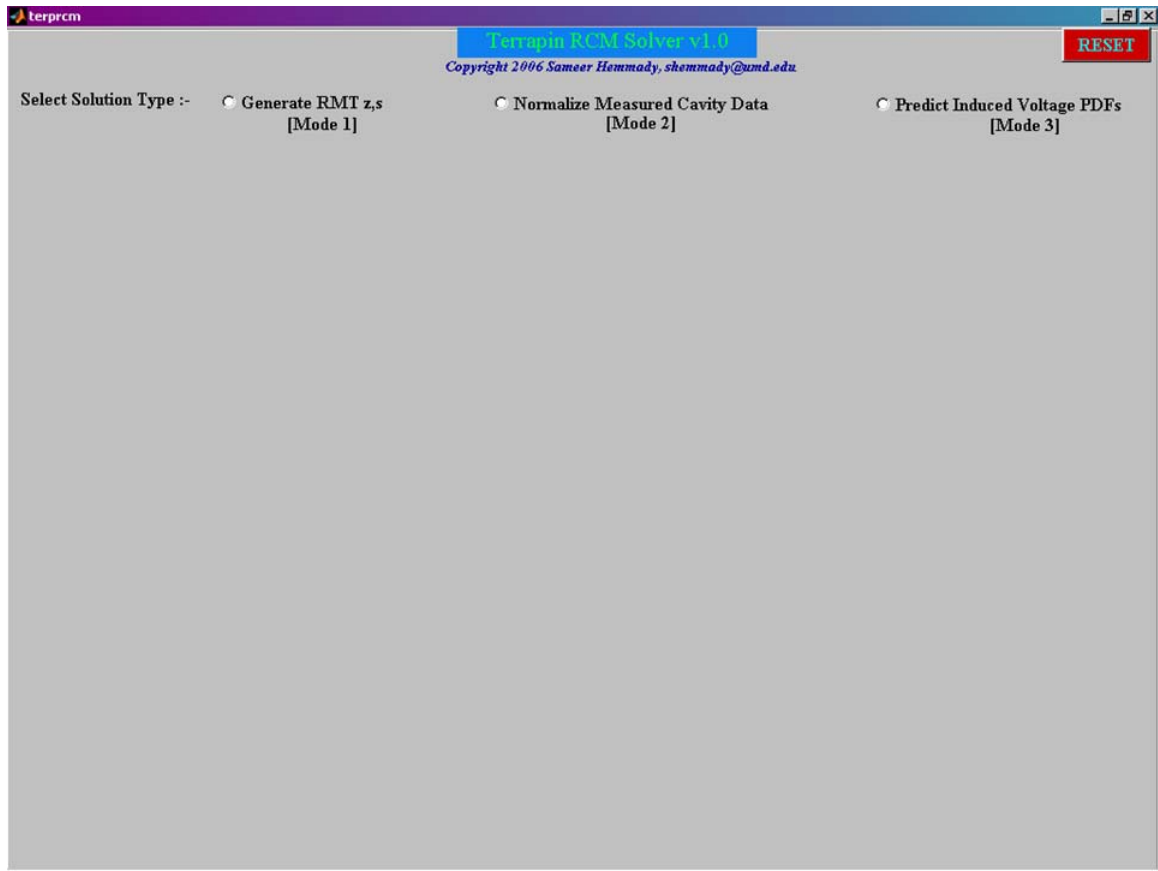 terprcm
Terrapin RCM Solver v1.0
RESET
Copyright 2006 Sameer Hemmady, shemmady@umd.edu
Select Solution Type :-
Generate RMT z,s
[Mode 1]
Normalize Measured Cavity Data
[Mode 2]
Predict Induced Voltage PDFs
[Mode 3]